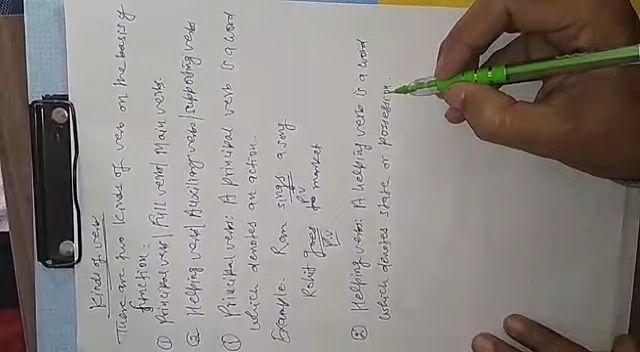 Kinds of verb
There are two kinds of verb on the basis of
function:
① Principal verb/Full verb/Main verb.
② Helping verb/Auxiliary verb/supporting verb
① Principal verb: A principal verb is a word
which denotes an action.
Example: Ram sings a song.
PV
Rohit goes to market
PV
② Helping verb: A helping verb is a word
which denotes state or possession.